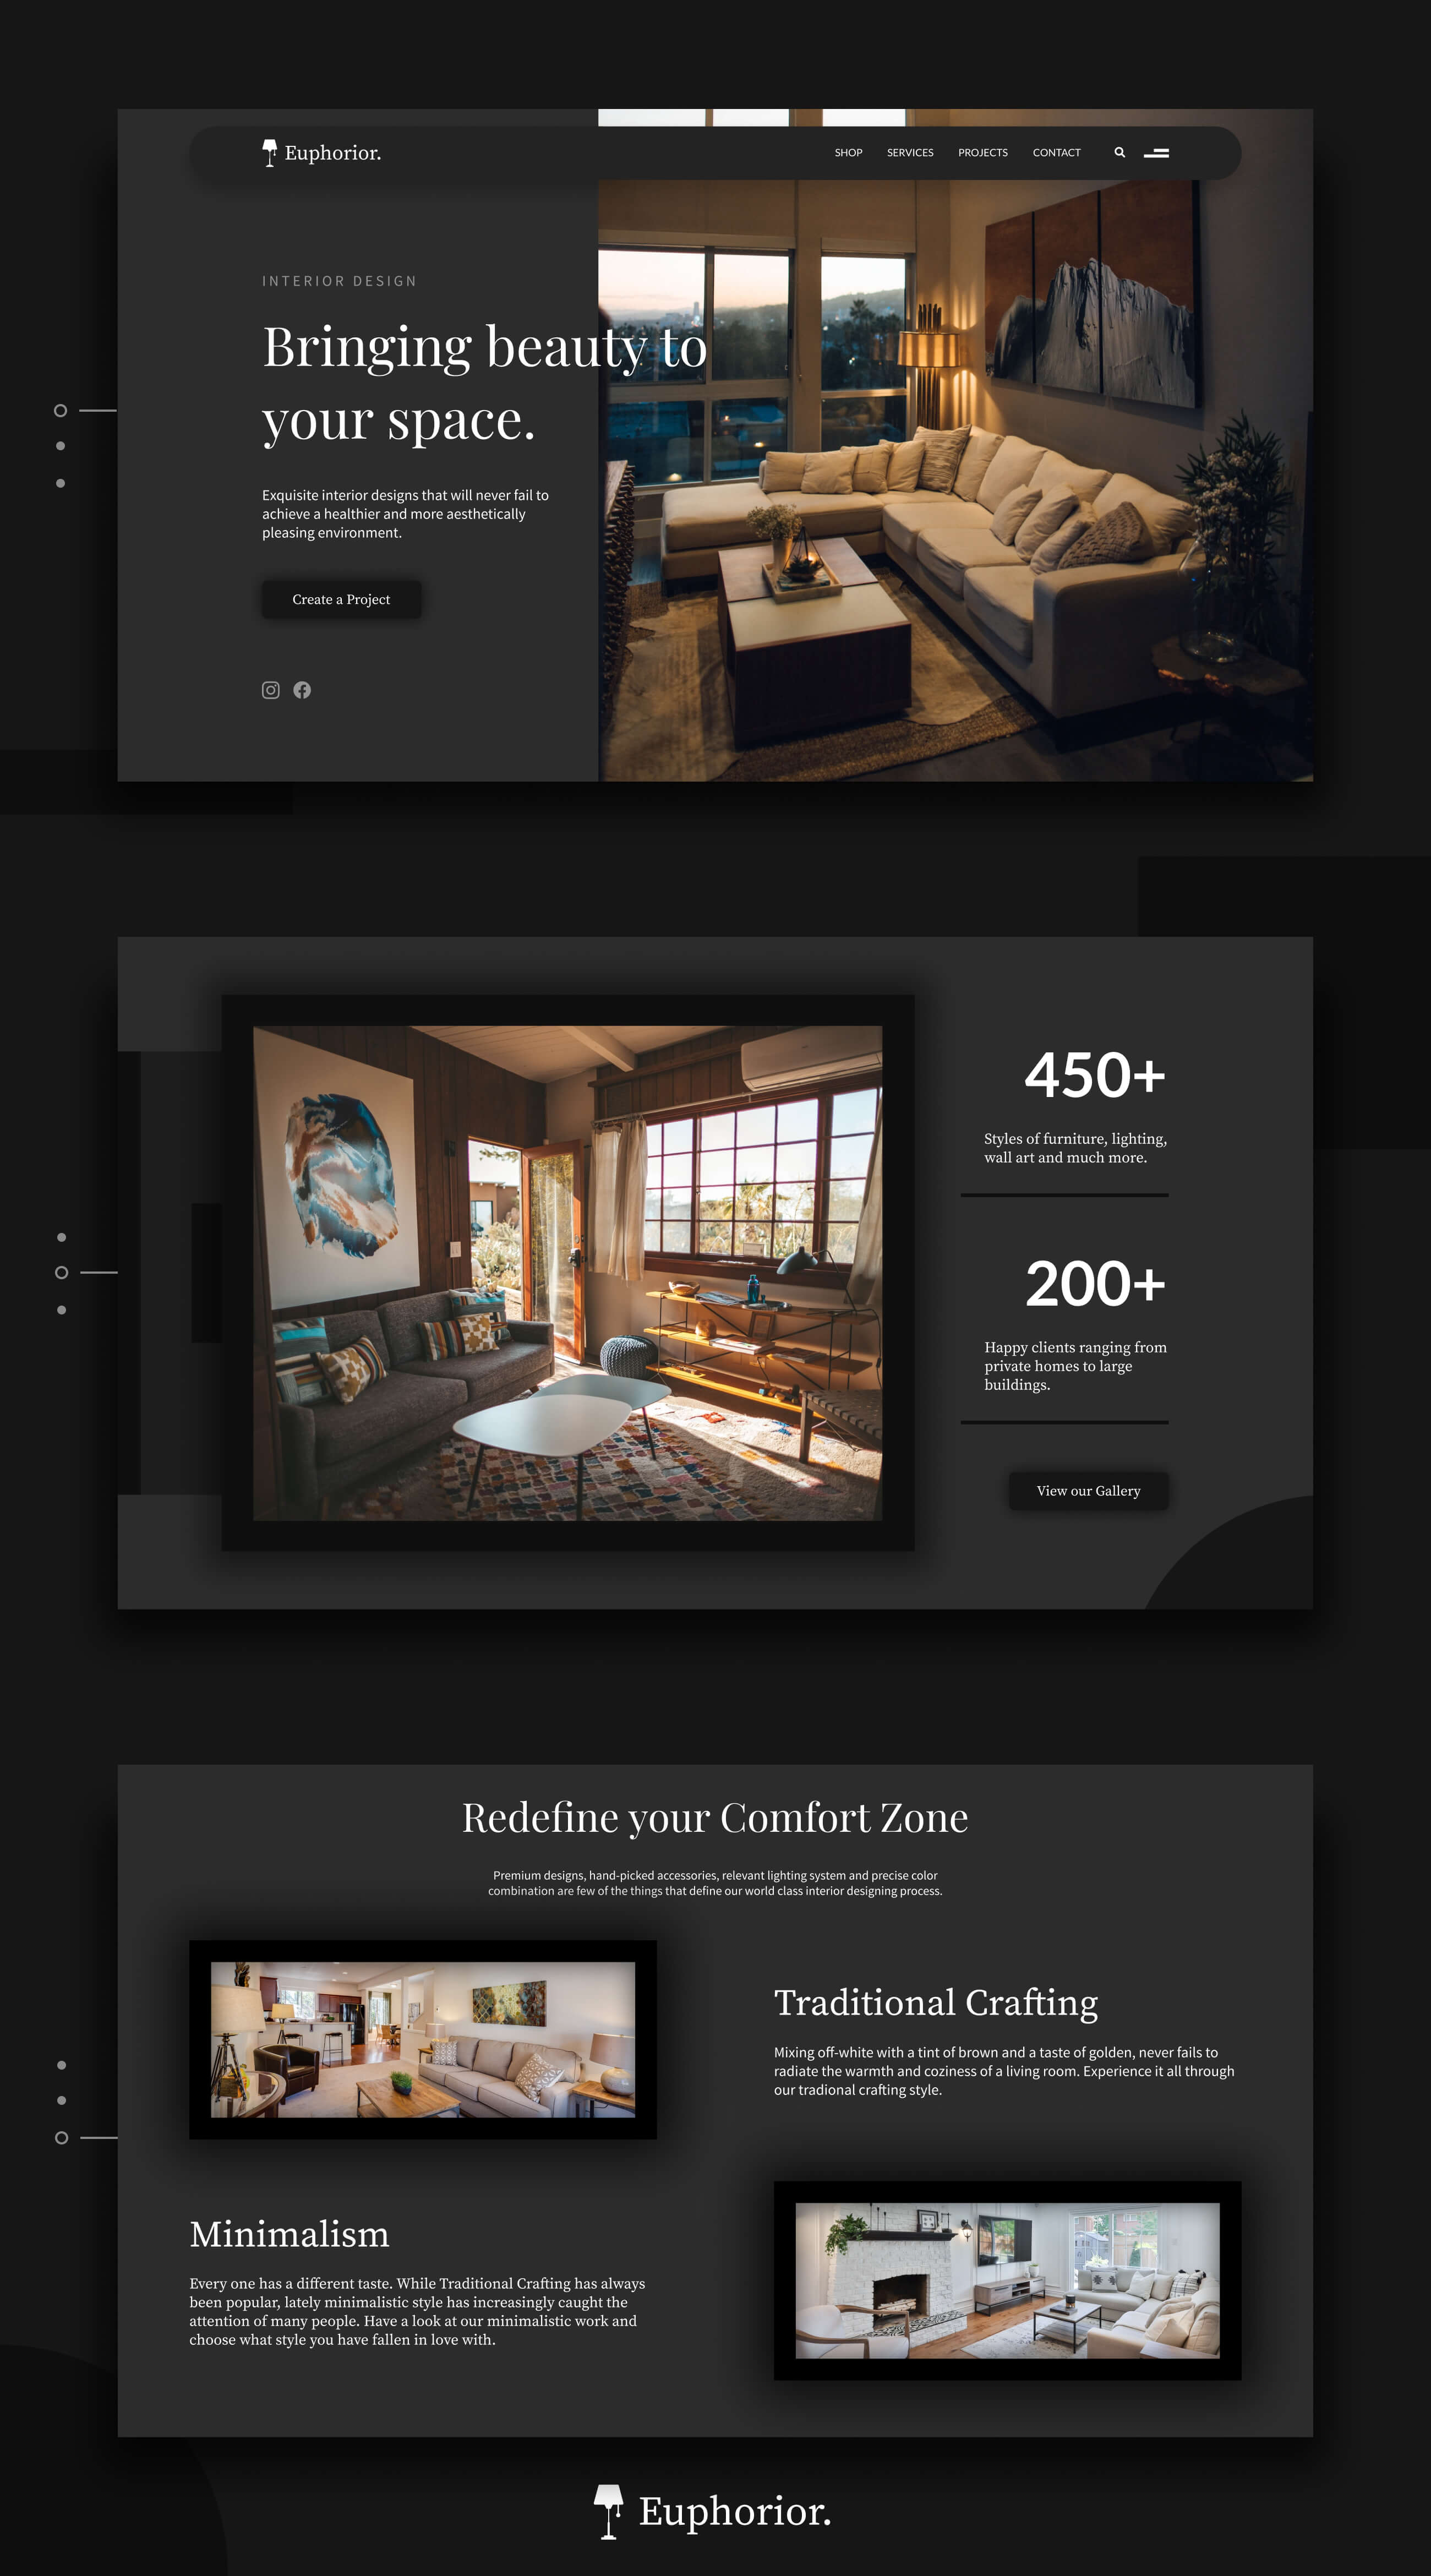 Euphorior.
SHOP SERVICES PROJECTS CONTACT
INTERIOR DESIGN
Bringing beauty to
your space.
Exquisite interior designs that will never fail to
achieve a healthier and more aesthetically
pleasing environment.
Create a Project
450+
Styles of furniture, lighting,
wall art and much more.
200+
Happy clients ranging from
private homes to large
buildings.
View our Gallery
Redefine your Comfort Zone
Premium designs, hand-picked accessories, relevant lighting system and precise color
combination are few of the things that define our world class interior designing process.
Traditional Crafting
Mixing off-white with a tint of brown and a taste of golden, never fails to
radiate the warmth and coziness of a living room. Experience it all through
our tradional crafting style.
Minimalism
Every one has a different taste. While Traditional Crafting has always
been popular, lately minimalistic style has increasingly caught the
attention of many people. Have a look at our minimalistic work and
choose what style you have fallen in love with.
Euphorior.